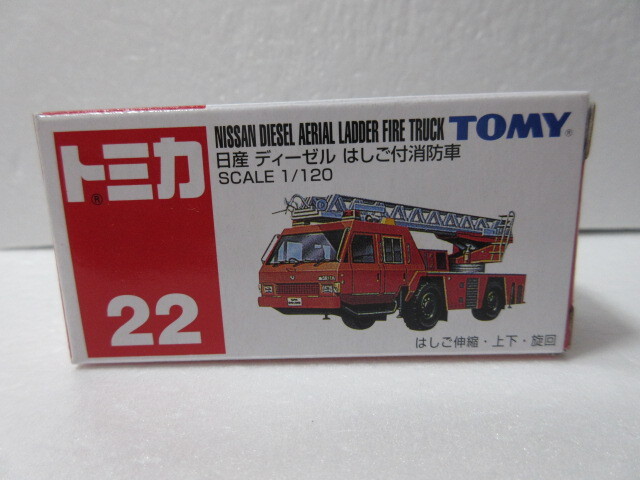 トミカ®
22
NISSAN DIESEL AERIAL LADDER FIRE TRUCK TOMY®
日産 ディーゼル はしご付消防車
SCALE 1/120
はしご伸縮・上下・旋回